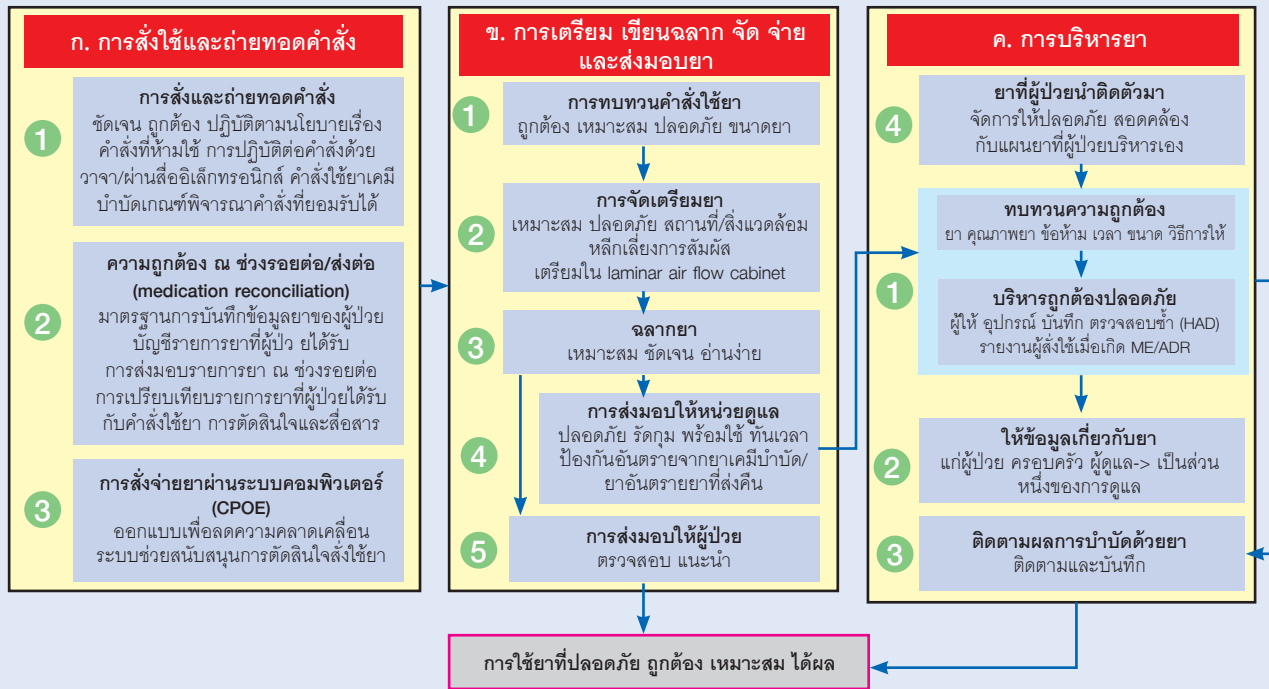 ก. การสั่งใช้และถ่ายทอดคำสั่ง
1
การสั่งและถ่ายทอดคำสั่ง
ชัดเจน ถูกต้อง ปฏิบัติตามนโยบายเรื่อง
คำสั่งที่ห้ามใช้ การปฏิบัติต่อคำสั่งด้วย
วาจา/ผ่านสื่ออิเล็กทรอนิกส์ คำสั่งใช้ยาเคมี
บำบัดเกณฑ์พิจารณาคำสั่งที่ยอมรับได้
2
ความถูกต้อง ณ ช่วงรอยต่อ/ส่งต่อ
(medication reconciliation)
มาตรฐานการบันทึกข้อมูลยาของผู้ป่วย
บัญชีรายการยาที่ผู้ป่ว ยได้รับ
การส่งมอบรายการยา ณ ช่วงรอยต่อ
การเปรียบเทียบรายการยาที่ผู้ป่วยได้รับ
กับคำสั่งใช้ยา การตัดสินใจและสื่อสาร
3
การสั่งจ่ายยาผ่านระบบคอมพิวเตอร์
(CPOE)
ออกแบบเพื่อลดความคลาดเคลื่อน
ระบบช่วยสนับสนุนการตัดสินใจสั่งใช้ยา
ข. การเตรียม เขียนฉลาก จัด จ่าย
และส่งมอบยา
1
การทบทวนคำสั่งใช้ยา
ถูกต้อง เหมาะสม ปลอดภัย ขนาดยา
2
การจัดเตรียมยา
เหมาะสม ปลอดภัย สถานที่/สิ่งแวดล้อม
หลีกเลี่ยงการสัมผัส
เตรียมใน laminar air flow cabinet
3
ฉลากยา
เหมาะสม ชัดเจน อ่านง่าย
4
การส่งมอบให้หน่วยดูแล
ปลอดภัย รัดกุม พร้อมใช้ ทันเวลา
ป้องกันอันตรายจากยาเคมีบำบัด/
ยาอันตรายยาที่ส่งคืน
5
การส่งมอบให้ผู้ป่วย
ตรวจสอบ แนะนำ
ค. การบริหารยา
4
ยาที่ผู้ป่วยนำติดตัวมา
จัดการให้ปลอดภัย สอดคล้อง
กับแผนยาที่ผู้ป่วยบริหารเอง
1
ทบทวนความถูกต้อง
ยา คุณภาพยา ข้อห้าม เวลา ขนาด วิธีการให้
บริหารถูกต้องปลอดภัย
ผู้ให้ อุปกรณ์ บันทึก ตรวจสอบซ้ำ (HAD)
รายงานผู้สั่งใช้เมื่อเกิด ME/ADR
2
ให้ข้อมูลเกี่ยวกับยา
แก่ผู้ป่วย ครอบครัว ผู้ดูแล-> เป็นส่วน
หนึ่งของการดูแล
3
ติดตามผลการบำบัดด้วยยา
ติดตามและบันทึก
การใช้ยาที่ปลอดภัย ถูกต้อง เหมาะสม ได้ผล